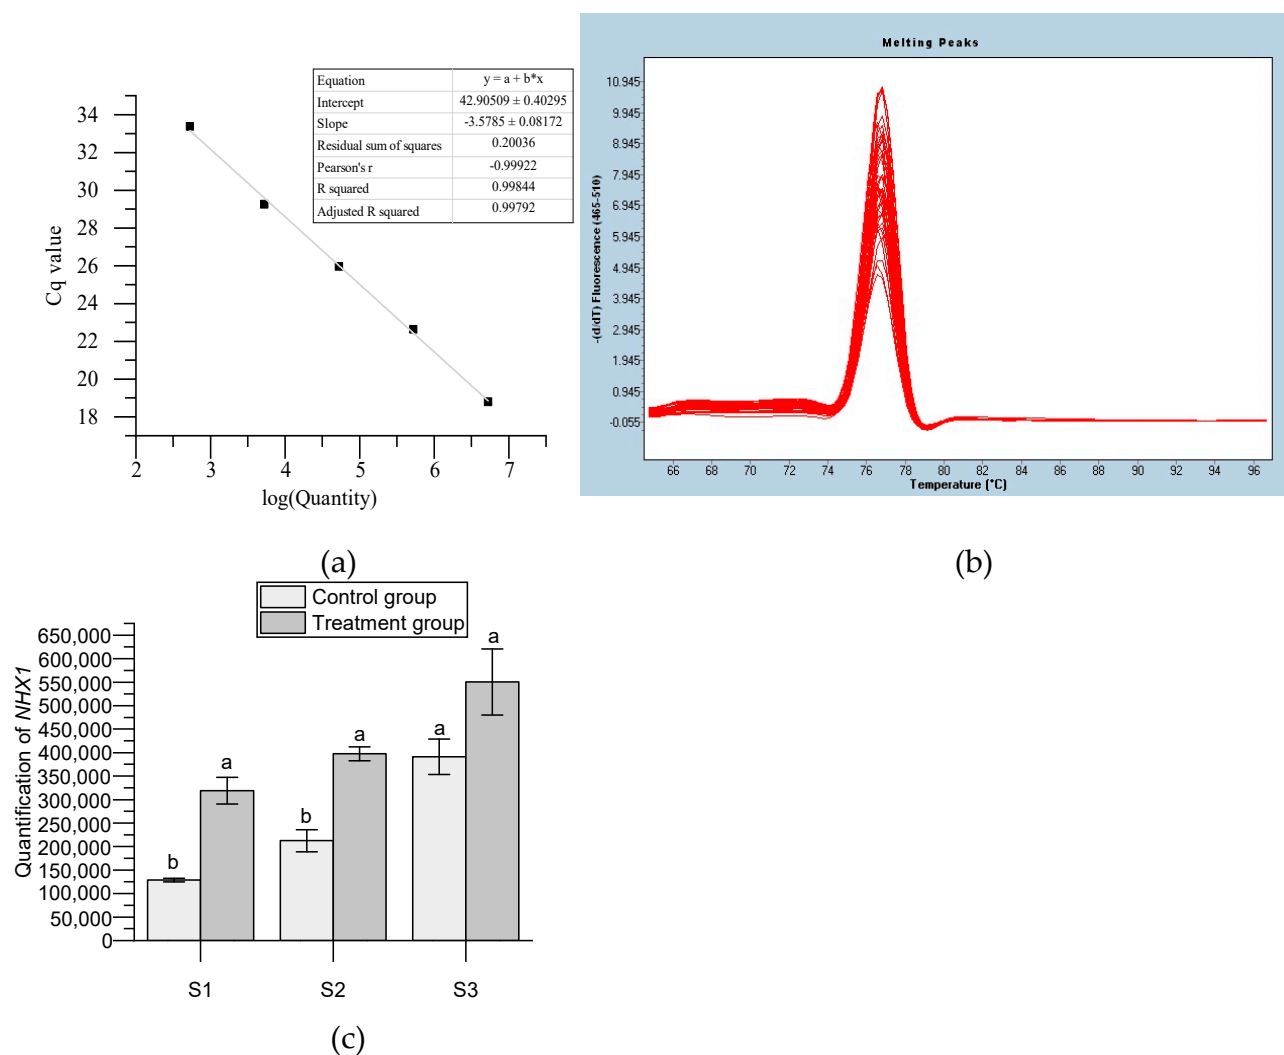 Equation y = a + b*x
Intercept 42.90509 ± 0.40295
Slope -3.5785 ± 0.08172
Residual sum of squares 0.20036
Pearson's r -0.99922
R squared 0.99844
Adjusted R squared 0.99792
34
32
30
28
26
24
22
20
18
Cq value
2 3 4 5 6 7
log(Quantity)
(a)
Melting Peaks
10.945
9.945
8.945
7.945
6.945
5.945
4.945
3.945
2.945
1.945
0.945
-0.055
-(d/dT) Fluorescence (465-510)
66 68 70 72 74 76 78 80 82 84 86 88 90 92 94 96
Temperature (°C)
(b)
Control group
Treatment group
650,000
600,000
550,000
500,000
450,000
400,000
350,000
300,000
250,000
200,000
150,000
100,000
50,000
0
Quantification of NHX1
b
a
b
a
a
a
S1 S2 S3
(c)